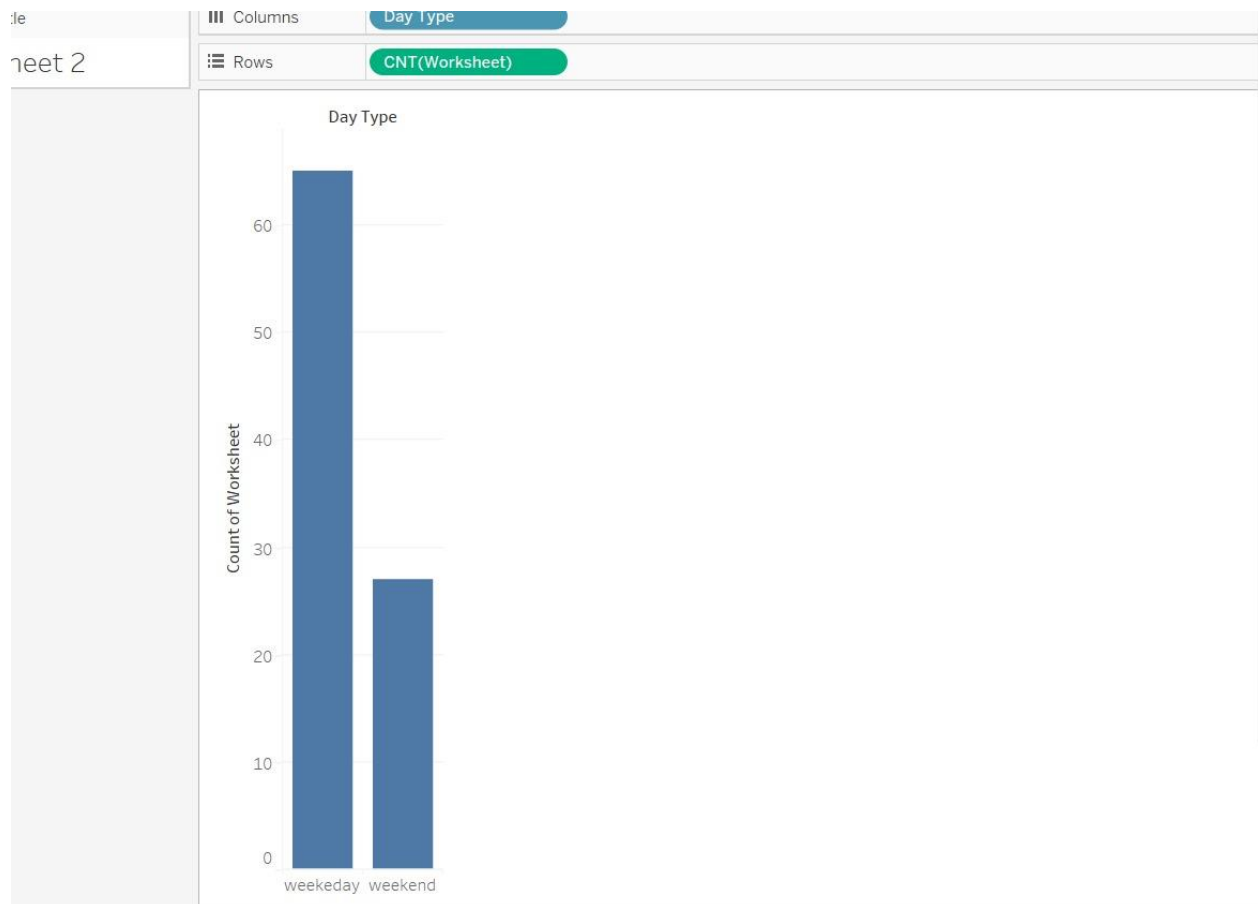 Columns
Day Type
heet 2
Rows
CNT(Worksheet)
Day Type
Count of Worksheet
60
50
40
30
20
10
0
weekeday weekend